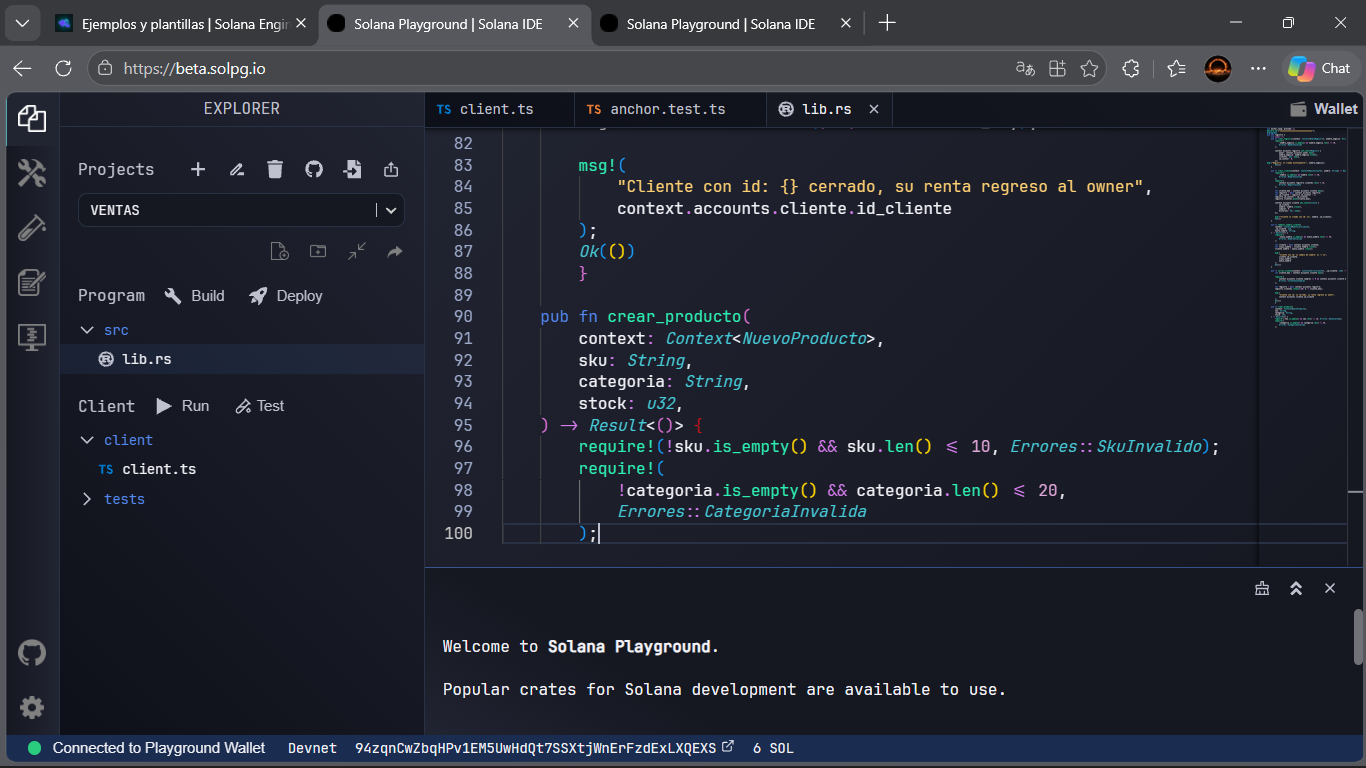 Ejemplos y plantillas | Solana Engin
Solana Playground | Solana IDE
Solana Playground | Solana IDE
https://beta.solpg.io
Chat
EXPLORER
Projects
VENTAS
Program
Build
Deploy
src
lib.rs
Client
Run
Test
client
TS client.ts
tests
TS client.ts
TS anchor.test.ts
lib.rs
Wallet
82
83 msg!(
84 "Cliente con id: {} cerrado, su renta regreso al owner",
85 context.accounts.cliente.id_cliente
86 );
87 Ok(())
88 }
89
90 pub fn crear_producto(
91 context: Context<NuevoProducto>,
92 sku: String,
93 categoria: String,
94 stock: u32,
95 ) -> Result<()> {
96 require!(!sku.is_empty() && sku.len() <= 10, Errores::SkuInvalido);
97 require!(
98 !categoria.is_empty() && categoria.len() <= 20,
99 Errores::CategoriaInvalida
100 );
Welcome to Solana Playground.
Popular crates for Solana development are available to use.
Connected to Playground Wallet
Devnet
94zqnCwZbqHPv1EM5UwHdQt7SSXtjWnErFzdExLXQEXS
6 SOL